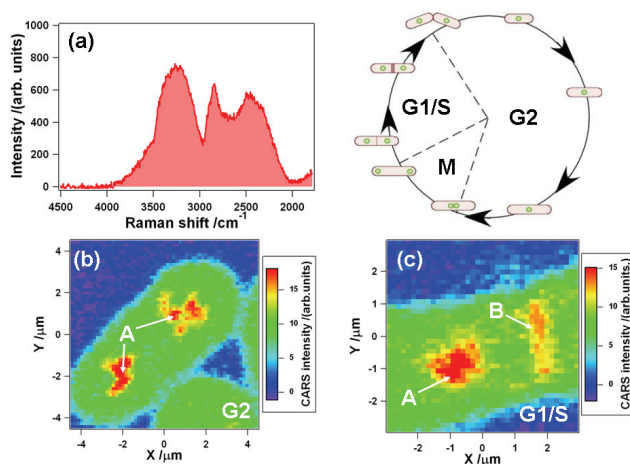 (a)
Intensity /(arb. units)
1000
800
600
400
200
0
4500
4000
3500
3000
2500
2000
Raman shift /cm⁻¹
G1/S
G2
M
(b)
Y /μm
4
2
0
-2
-4
A
G2
-4
-2
0
2
4
X /μm
15
10
5
0
CARS intensity /(arb.units)
(c)
Y /μm
2
1
0
-1
-2
-3
B
A
G1/S
-2
-1
0
1
2
3
X /μm
15
10
5
0
CARS intensity /(arb.units.)